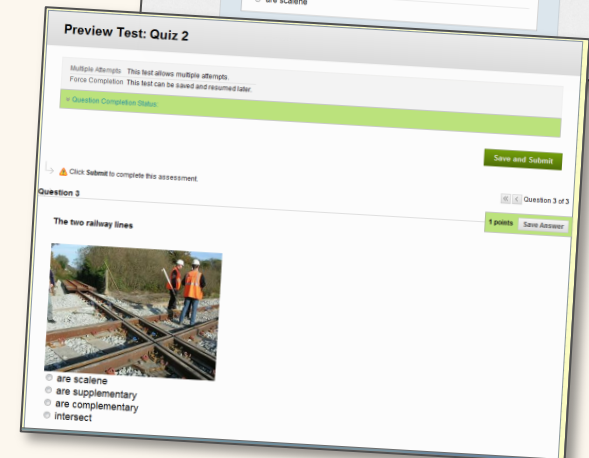 are scalene
Preview Test: Quiz 2
Multiple Attempts This test allows multiple attempts.
Force Completion This test can be saved and resumed later.
» Question Completion Status:
Save and Submit
Click Submit to complete this assessment.
« < Question 3 of 3
Question 3
1 points Save Answer
The two railway lines
are scalene
are supplementary
are complementary
intersect